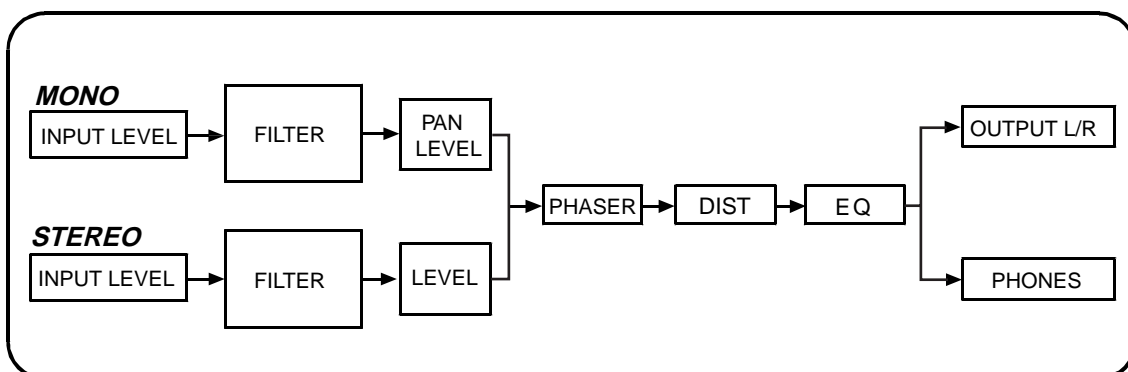 MONO
INPUT LEVEL
FILTER
PAN
LEVEL
STEREO
INPUT LEVEL
FILTER
LEVEL
PHASER
DIST
EQ
OUTPUT L/R
PHONES